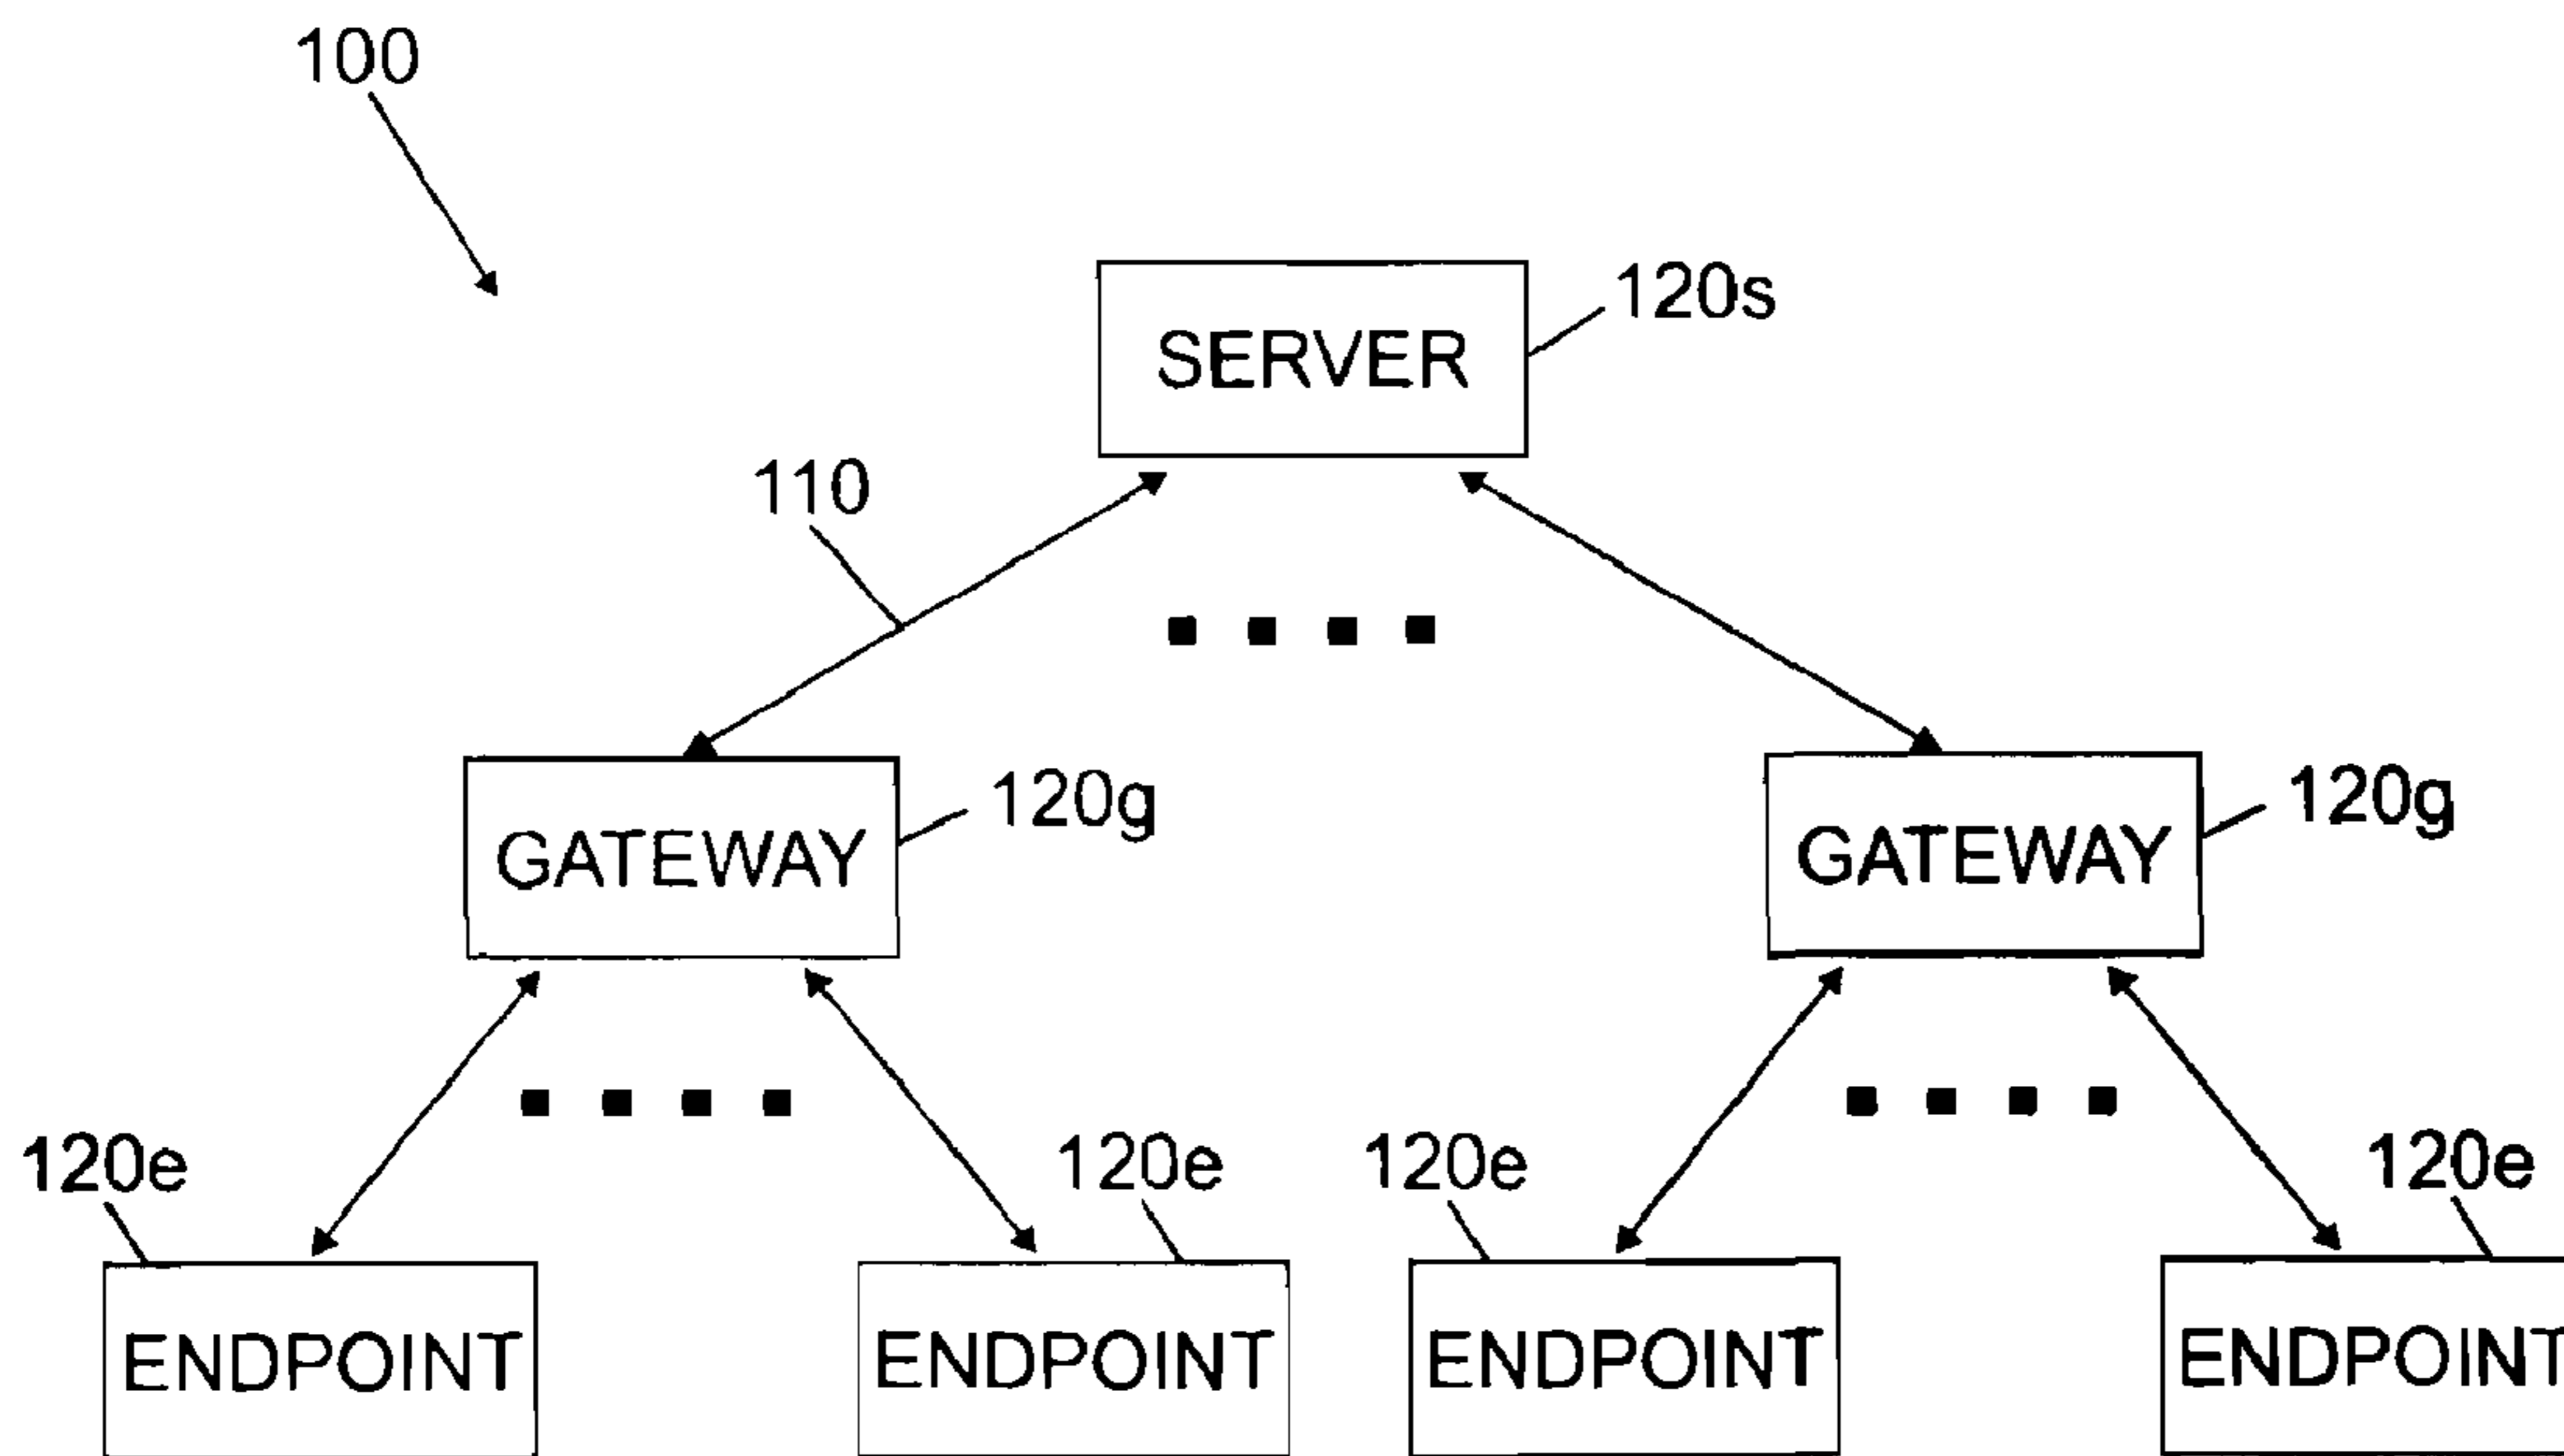 100
SERVER
120s
110
GATEWAY
120g
GATEWAY
120g
120e
120e
120e
120e
ENDPOINT
ENDPOINT
ENDPOINT
ENDPOINT